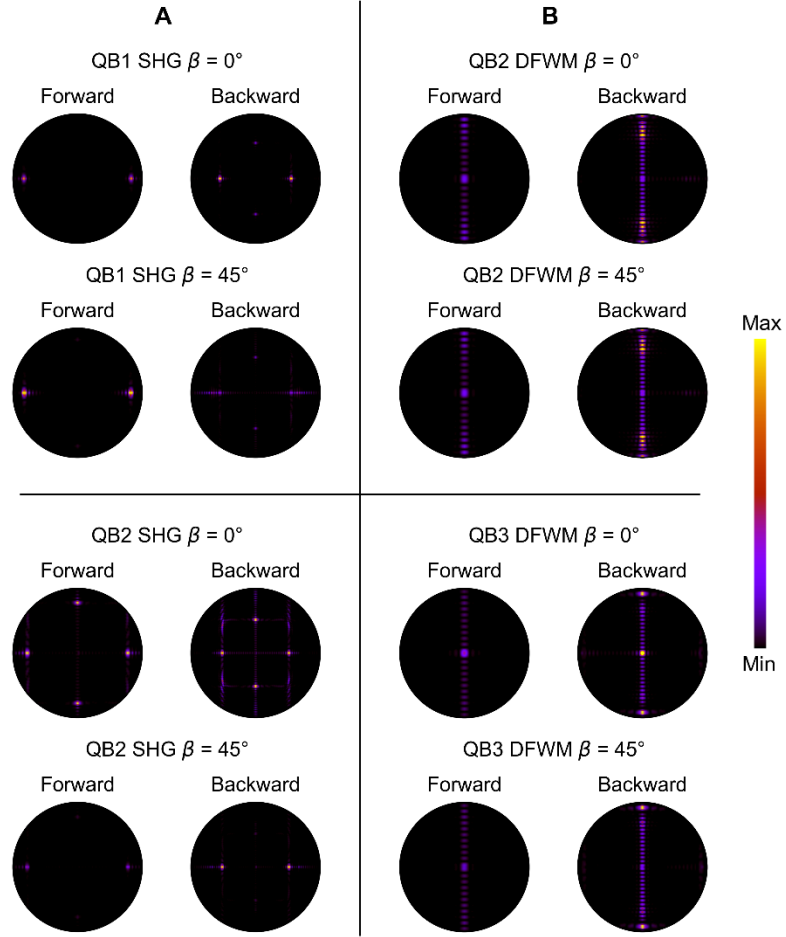 A
B
QB1 SHG β = 0°
Forward
Backward
QB2 DFWM β = 0°
Forward
Backward
QB1 SHG β = 45°
Forward
Backward
QB2 DFWM β = 45°
Forward
Backward
Max
Min
QB2 SHG β = 0°
Forward
Backward
QB3 DFWM β = 0°
Forward
Backward
QB2 SHG β = 45°
Forward
Backward
QB3 DFWM β = 45°
Forward
Backward